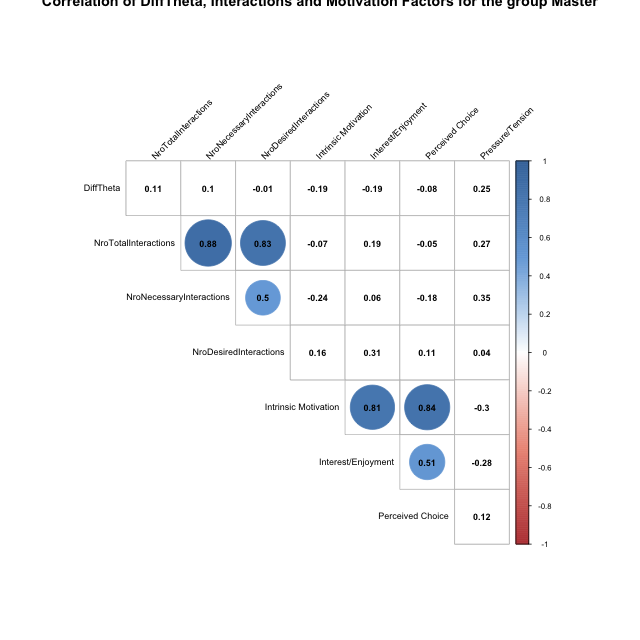 Correlation of DiffTheta, Interactions and Motivation Factors for the group Master
NroTotalInteractions
NroNecessaryInteractions
NroDesiredInteractions
Intrinsic Motivation
Interest/Enjoyment
Perceived Choice
Pressure/Tension
DiffTheta 0.11 0.1 -0.01 -0.19 -0.19 -0.08 0.25
NroTotalInteractions 0.88 0.83 -0.07 0.19 -0.05 0.27
NroNecessaryInteractions 0.5 -0.24 0.06 -0.18 0.35
NroDesiredInteractions 0.16 0.31 0.11 0.04
Intrinsic Motivation 0.81 0.84 -0.3
Interest/Enjoyment 0.51 -0.28
Perceived Choice 0.12
1
0.8
0.6
0.4
0.2
0
-0.2
-0.4
-0.6
-0.8
-1